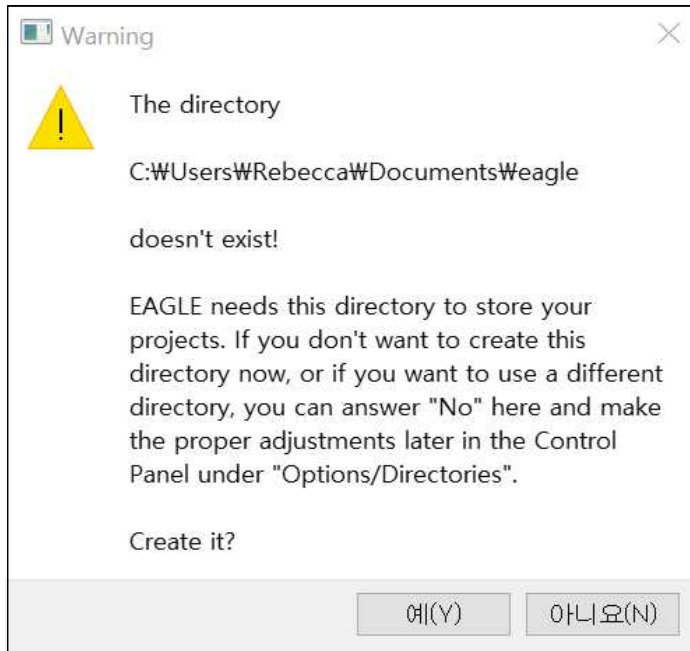 Warning
The directory
C:₩Users₩Rebecca₩Documents₩eagle
doesn't exist!
EAGLE needs this directory to store your
projects. If you don't want to create this
directory now, or if you want to use a different
directory, you can answer "No" here and make
the proper adjustments later in the Control
Panel under "Options/Directories".
Create it?
예(Y) 아니요(N)